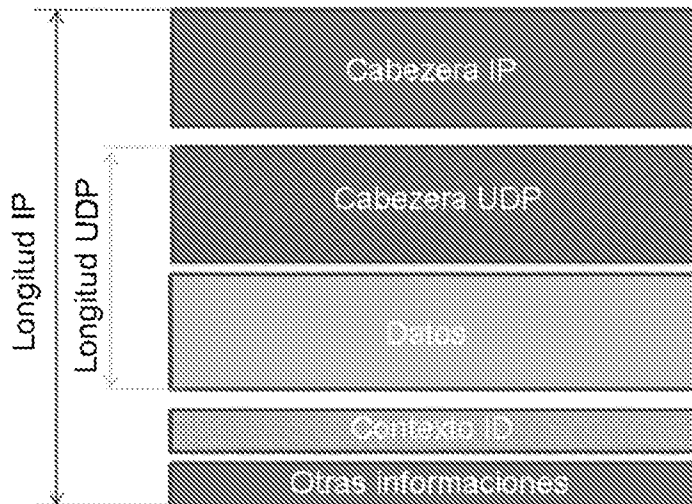 Cabezera IP
Cabezera UDP
Datos
Contexto ID
Otras informaciones
Longitud IP
Longitud UDP